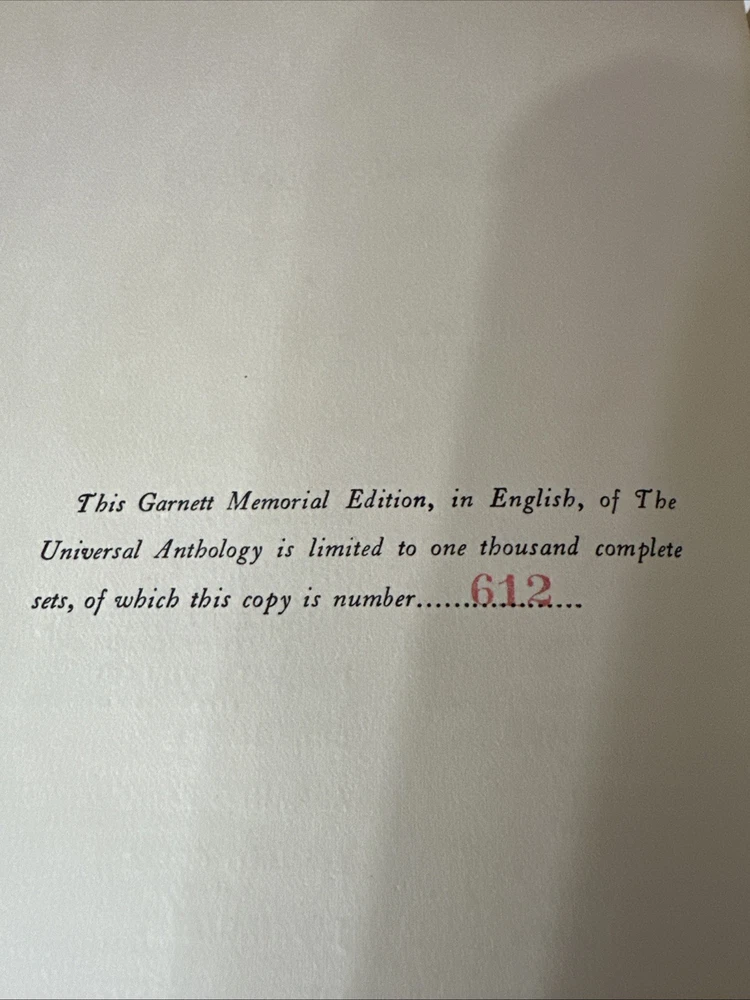 This Garnett Memorial Edition, in English, of The
Universal Anthology is limited to one thousand complete
sets, of which this copy is number......612......